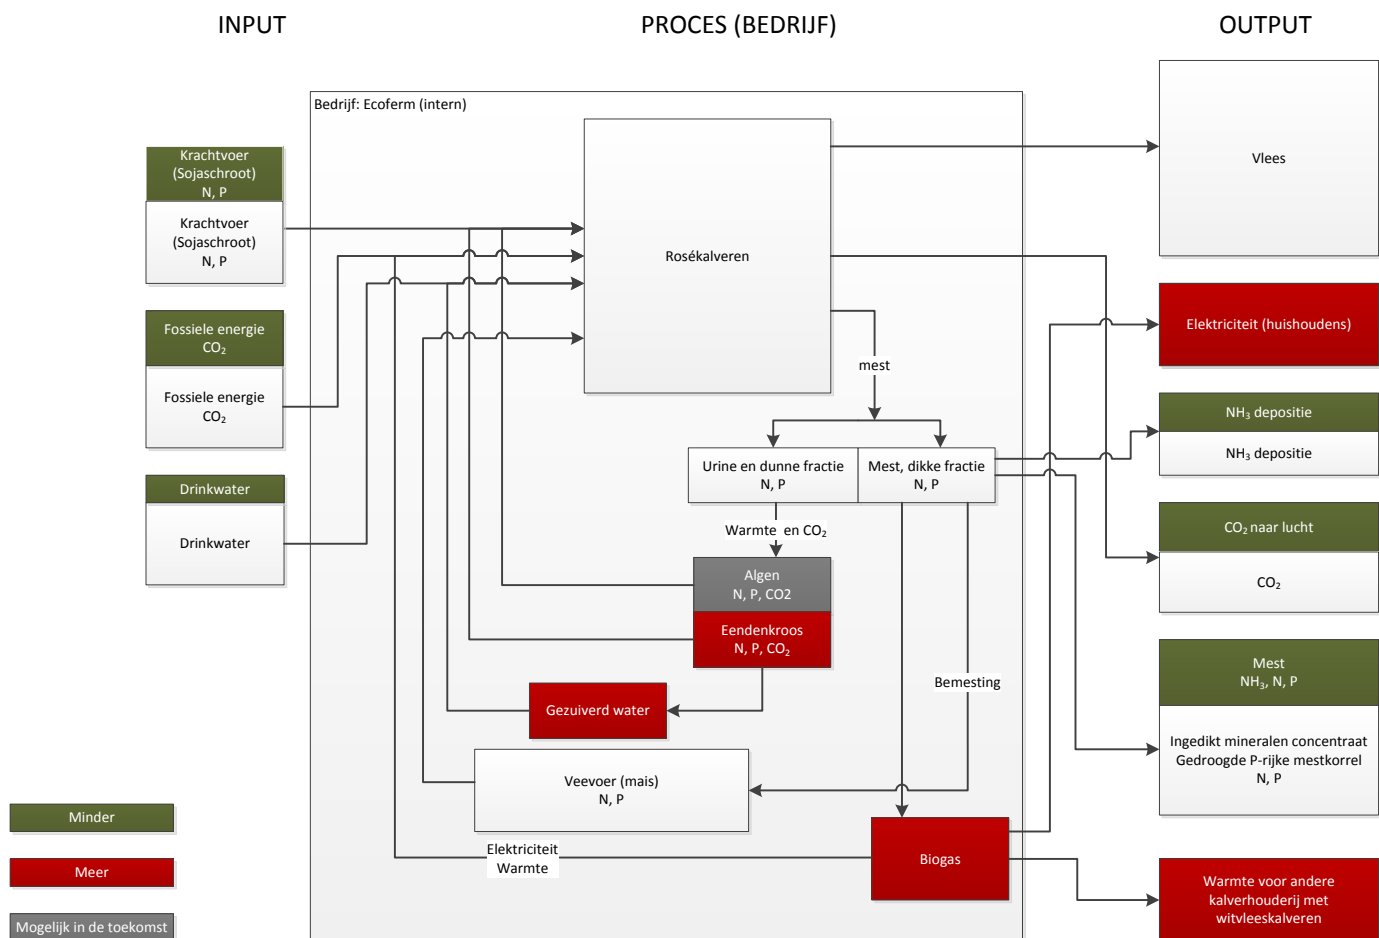 INPUT
PROCES (BEDRIJF)
OUTPUT
Bedrijf: Ecoferm (intern)
Krachtvoer
(Sojaschroot)
N, P
Krachtvoer
(Sojaschroot)
N, P
Fossiele energie
CO₂
Fossiele energie
CO₂
Drinkwater
Drinkwater
Rosékalveren
mest
Urine en dunne fractie
N, P
Mest, dikke fractie
N, P
Warmte en CO₂
Algen
N, P, CO2
Eendenkroos
N, P, CO₂
Bemesting
Gezuiverd water
Veevoer (mais)
N, P
Elektriciteit
Warmte
Biogas
Vlees
Elektriciteit (huishoudens)
NH₃ depositie
NH₃ depositie
CO₂ naar lucht
CO₂
Mest
NH₃, N, P
Ingedikt mineralen concentraat
Gedroogde P-rijke mestkorrel
N, P
Warmte voor andere
kalverhouderij met
witvleeskalveren
Minder
Meer
Mogelijk in de toekomst